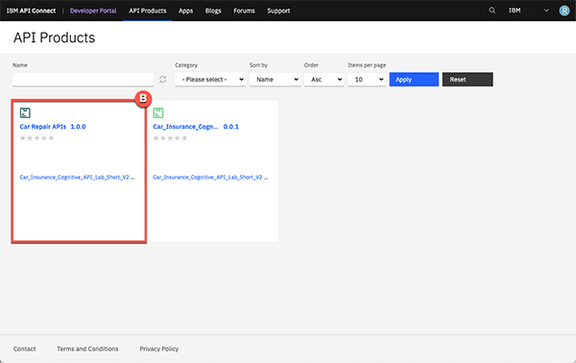 IBM API Connect | Developer Portal API Products Apps Blogs Forums Support IBM R
API Products
Name Category Sort by Order Items per page
- Please select - Name Asc 10 Apply Reset
B
Car Repair APIs 1.0.0 Car_Insurance_Cogn... 0.0.1
Car_Insurance_Cognitive_API_Lab_Short_V2 ... Car_Insurance_Cognitive_API_Lab_Short_V2 ...
Contact Terms and Conditions Privacy Policy